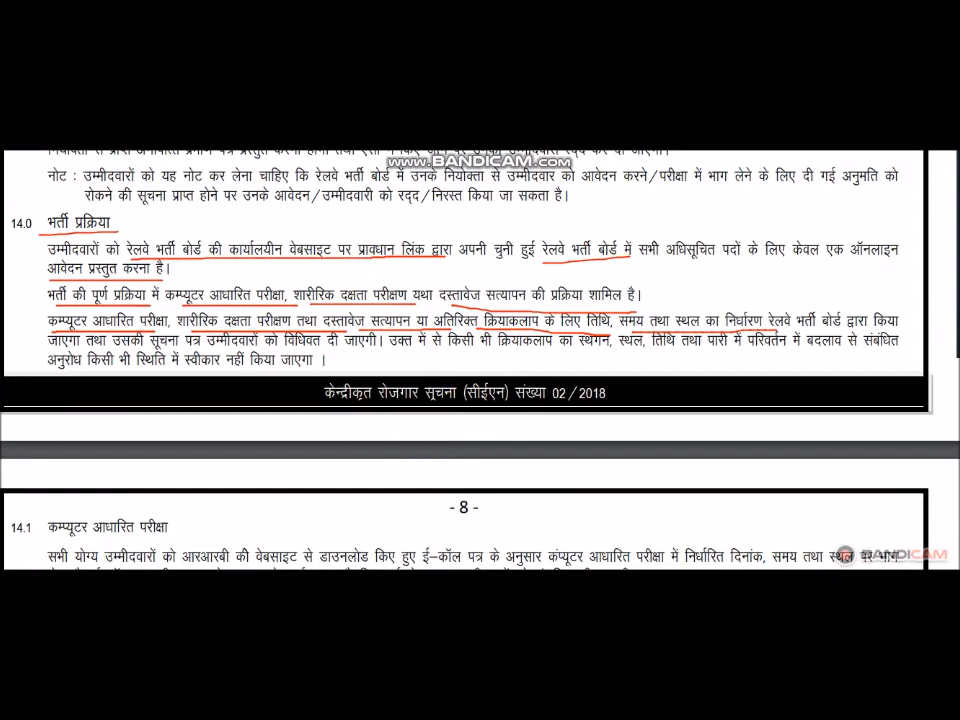 www.BANDICAM.com
नोट : उम्मीदवारों को यह नोट कर लेना चाहिए कि रेलवे भर्ती बोर्ड में उनके नियोक्ता से उम्मीदवार को आवेदन करने/परीक्षा में भाग लेने के लिए दी गई अनुमति को
रोकने की सूचना प्राप्त होने पर उनके आवेदन/उम्मीदवारी को रद्द/निरस्त किया जा सकता है।
14.0 भर्ती प्रक्रिया
उम्मीदवारों को रेलवे भर्ती बोर्ड की कार्यालयीन वेबसाइट पर प्रावधान लिंक द्वारा अपनी चुनी हुई रेलवे भर्ती बोर्ड में सभी अधिसूचित पदों के लिए केवल एक ऑनलाइन
आवेदन प्रस्तुत करना है।
भर्ती की पूर्ण प्रक्रिया में कम्प्यूटर आधारित परीक्षा, शारीरिक दक्षता परीक्षण यथा दस्तावेज सत्यापन की प्रक्रिया शामिल है।
कम्प्यूटर आधारित परीक्षा, शारीरिक दक्षता परीक्षण तथा दस्तावेज सत्यापन या अतिरिक्त क्रियाकलाप के लिए तिथि, समय तथा स्थल का निर्धारण रेलवे भर्ती बोर्ड द्वारा किया
जाएगा तथा उसकी सूचना पत्र उम्मीदवारों को विधिवत दी जाएगी। उक्त में से किसी भी क्रियाकलाप का स्थगन, स्थल, तिथि तथा पारी में परिवर्तन में बदलाव से संबधित
अनुरोध किसी भी स्थिति में स्वीकार नहीं किया जाएगा ।
केन्द्रीकृत रोजगार सूचना (सीईएन) संख्या 02/2018
- 8 -
14.1 कम्प्यूटर आधारित परीक्षा
सभी योग्य उम्मीदवारों को आरआरबी की वेबसाइट से डाउनलोड किए हुए ई-कॉल पत्र के अनुसार कंप्यूटर आधारित परीक्षा में निर्धारित दिनांक, समय तथा स्थल पर भाग
BANDICAM